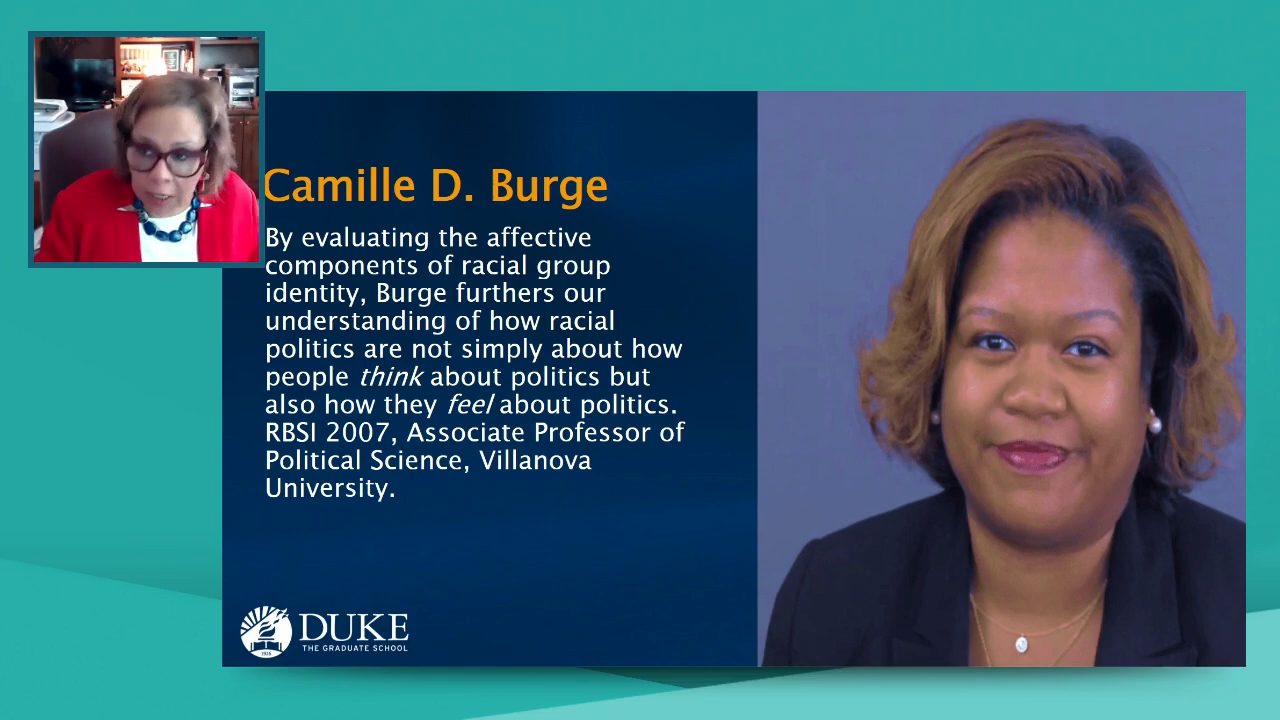 Camille D. Burge
By evaluating the affective
components of racial group
identity, Burge furthers our
understanding of how racial
politics are not simply about how
people think about politics but
also how they feel about politics.
RBSI 2007, Associate Professor of
Political Science, Villanova
University.
DUKE
THE GRADUATE SCHOOL
1926